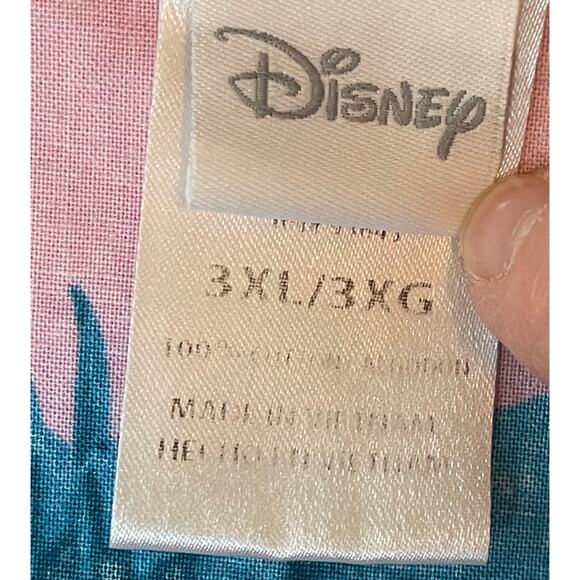 Disney
3XL/3XG
100% COTTON ALGODON
MADE IN VIETNAM
HECHO EN VIETNAM